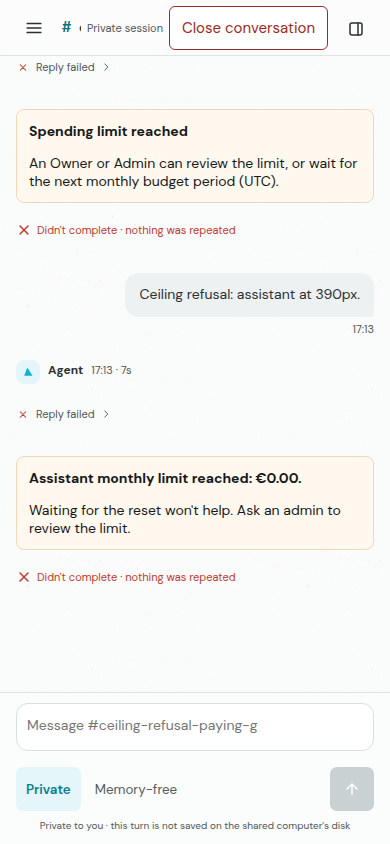 # Private session Close conversation
Reply failed
Spending limit reached
An Owner or Admin can review the limit, or wait for
the next monthly budget period (UTC).
Didn't complete · nothing was repeated
Ceiling refusal: assistant at 390px.
17:13
Agent 17:13 · 7s
Reply failed
Assistant monthly limit reached: €0.00.
Waiting for the reset won't help. Ask an admin to
review the limit.
Didn't complete · nothing was repeated
Message #ceiling-refusal-paying-g
Private Memory-free
Private to you · this turn is not saved on the shared computer's disk